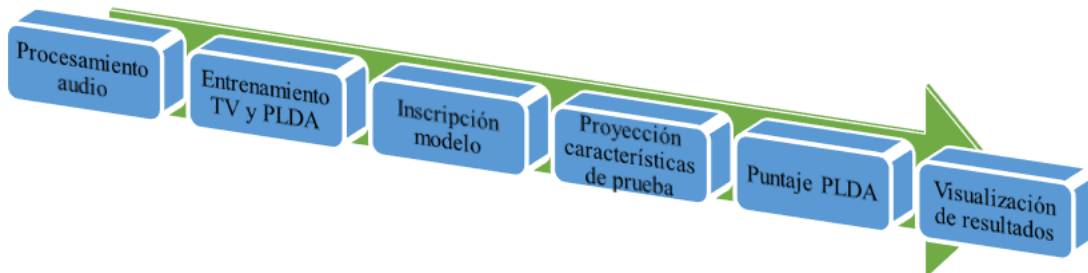 Procesamiento
audio
Entrenamiento
TV y PLDA
Inscripción
modelo
Proyección
características
de prueba
Puntaje PLDA
Visualización
de resultados